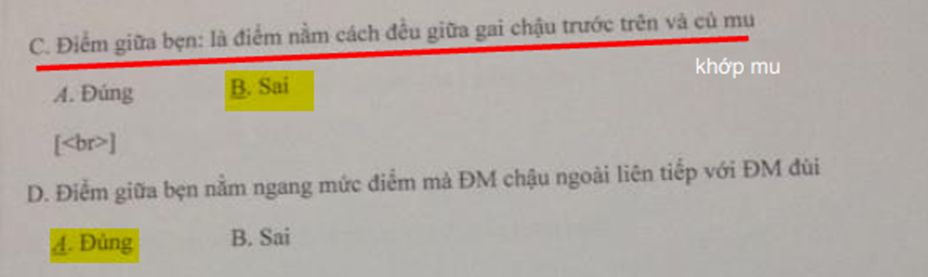 C. Điểm giữa bẹn: là điểm nằm cách đều giữa gai chậu trước trên và củ mu
khớp mu
A. Đúng B. Sai
[<br>]
D. Điểm giữa bẹn nằm ngang mức điểm mà ĐM chậu ngoài liên tiếp với ĐM đùi
A. Đúng B. Sai